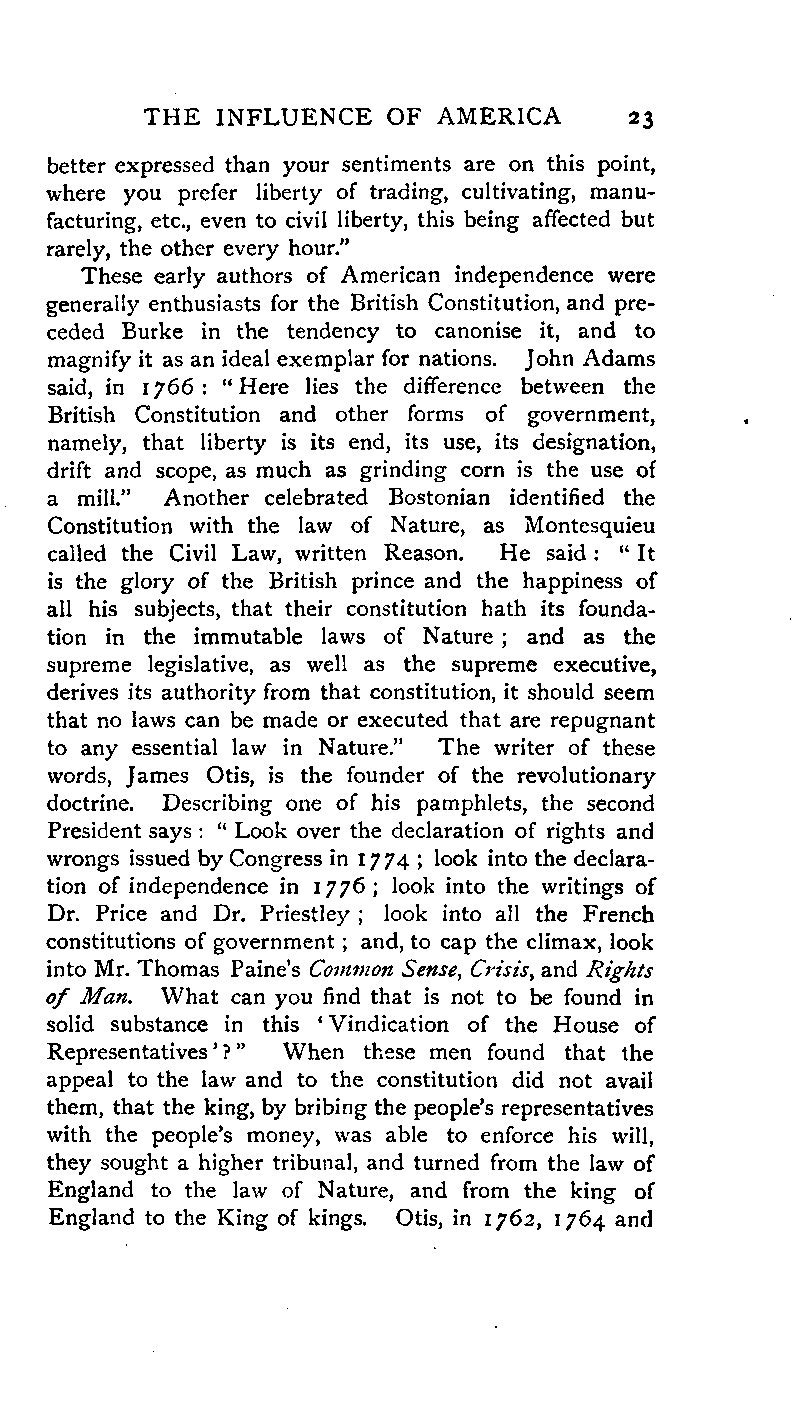 THE INFLUENCE OF AMERICA 23
better expressed than your sentiments are on this point,
where you prefer liberty of trading, cultivating, manu-
facturing, etc., even to civil liberty, this being affected but
rarely, the other every hour."
These early authors of American independence were
generally enthusiasts for the British Constitution, and pre-
ceded Burke in the tendency to canonise it, and to
magnify it as an ideal exemplar for nations. John Adams
said, in 1766 : "Here lies the difference between the
British Constitution and other forms of government,
namely, that liberty is its end, its use, its designation,
drift and scope, as much as grinding corn is the use of
a mill." Another celebrated Bostonian identified the
Constitution with the law of Nature, as Montesquieu
called the Civil Law, written Reason. He said : "It
is the glory of the British prince and the happiness of
all his subjects, that their constitution hath its founda-
tion in the immutable laws of Nature ; and as the
supreme legislative, as well as the supreme executive,
derives its authority from that constitution, it should seem
that no laws can be made or executed that are repugnant
to any essential law in Nature." The writer of these
words, James Otis, is the founder of the revolutionary
doctrine. Describing one of his pamphlets, the second
President says : "Look over the declaration of rights and
wrongs issued by Congress in 1774 ; look into the declara-
tion of independence in 1776 ; look into the writings of
Dr. Price and Dr. Priestley ; look into all the French
constitutions of government ; and, to cap the climax, look
into Mr. Thomas Paine's Common Sense, Crisis, and Rights
of Man. What can you find that is not to be found in
solid substance in this 'Vindication of the House of
Representatives'?" When these men found that the
appeal to the law and to the constitution did not avail
them, that the king, by bribing the people's representatives
with the people's money, was able to enforce his will,
they sought a higher tribunal, and turned from the law of
England to the law of Nature, and from the king of
England to the King of kings. Otis, in 1762, 1764 and